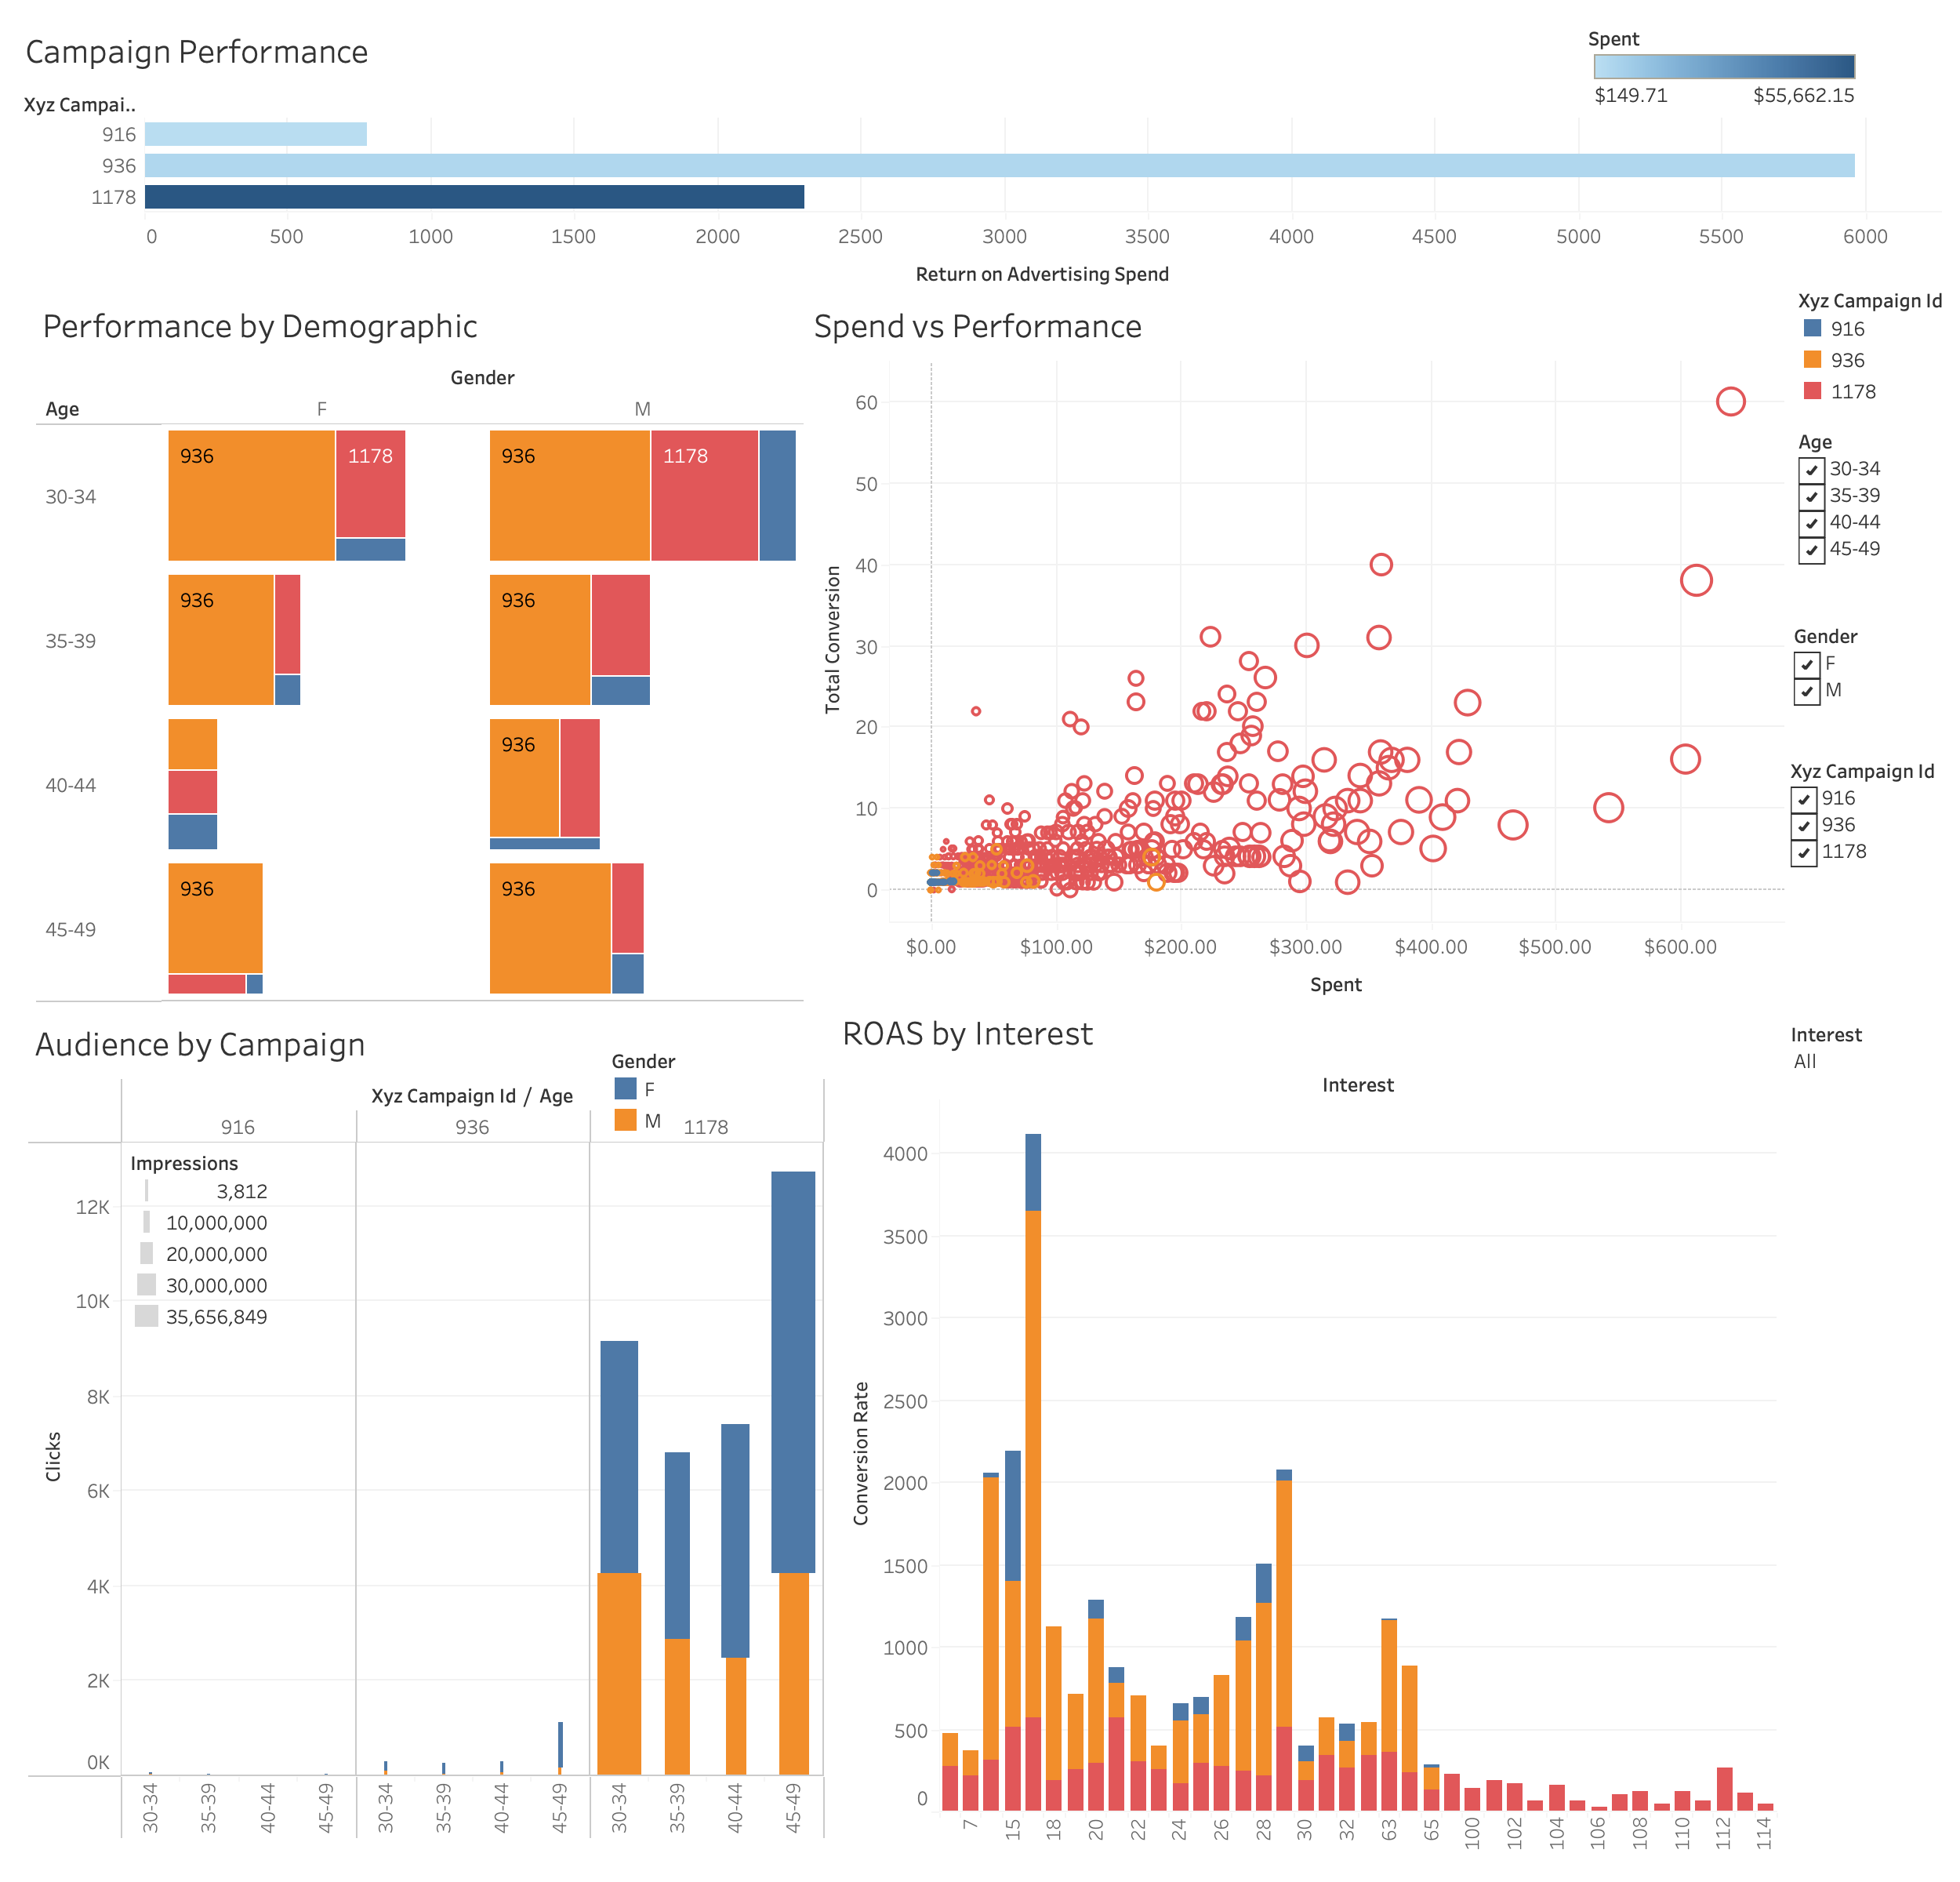 Campaign Performance
Spent
$149.71 $55,662.15
Xyz Campai..
916
936
1178
0 500 1000 1500 2000 2500 3000 3500 4000 4500 5000 5500 6000
Return on Advertising Spend
Performance by Demographic
Gender
Age F M
30-34
936 1178 936 1178
35-39
936 936
40-44
936
45-49
936 936
Spend vs Performance
Total Conversion
60
50
40
30
20
10
0
$0.00 $100.00 $200.00 $300.00 $400.00 $500.00 $600.00
Spent
Xyz Campaign Id
916
936
1178
Age
30-34
35-39
40-44
45-49
Gender
F
M
Xyz Campaign Id
916
936
1178
Audience by Campaign
Gender
F
M
Xyz Campaign Id / Age
916 936 1178
Impressions
3,812
10,000,000
20,000,000
30,000,000
35,656,849
Clicks
12K
10K
8K
6K
4K
2K
0K
30-34 35-39 40-44 45-49 30-34 35-39 40-44 45-49 30-34 35-39 40-44 45-49
ROAS by Interest
Interest
All
Interest
Conversion Rate
4000
3500
3000
2500
2000
1500
1000
500
0
7 15 18 20 22 24 26 28 30 32 63 65 100 102 104 106 108 110 112 114